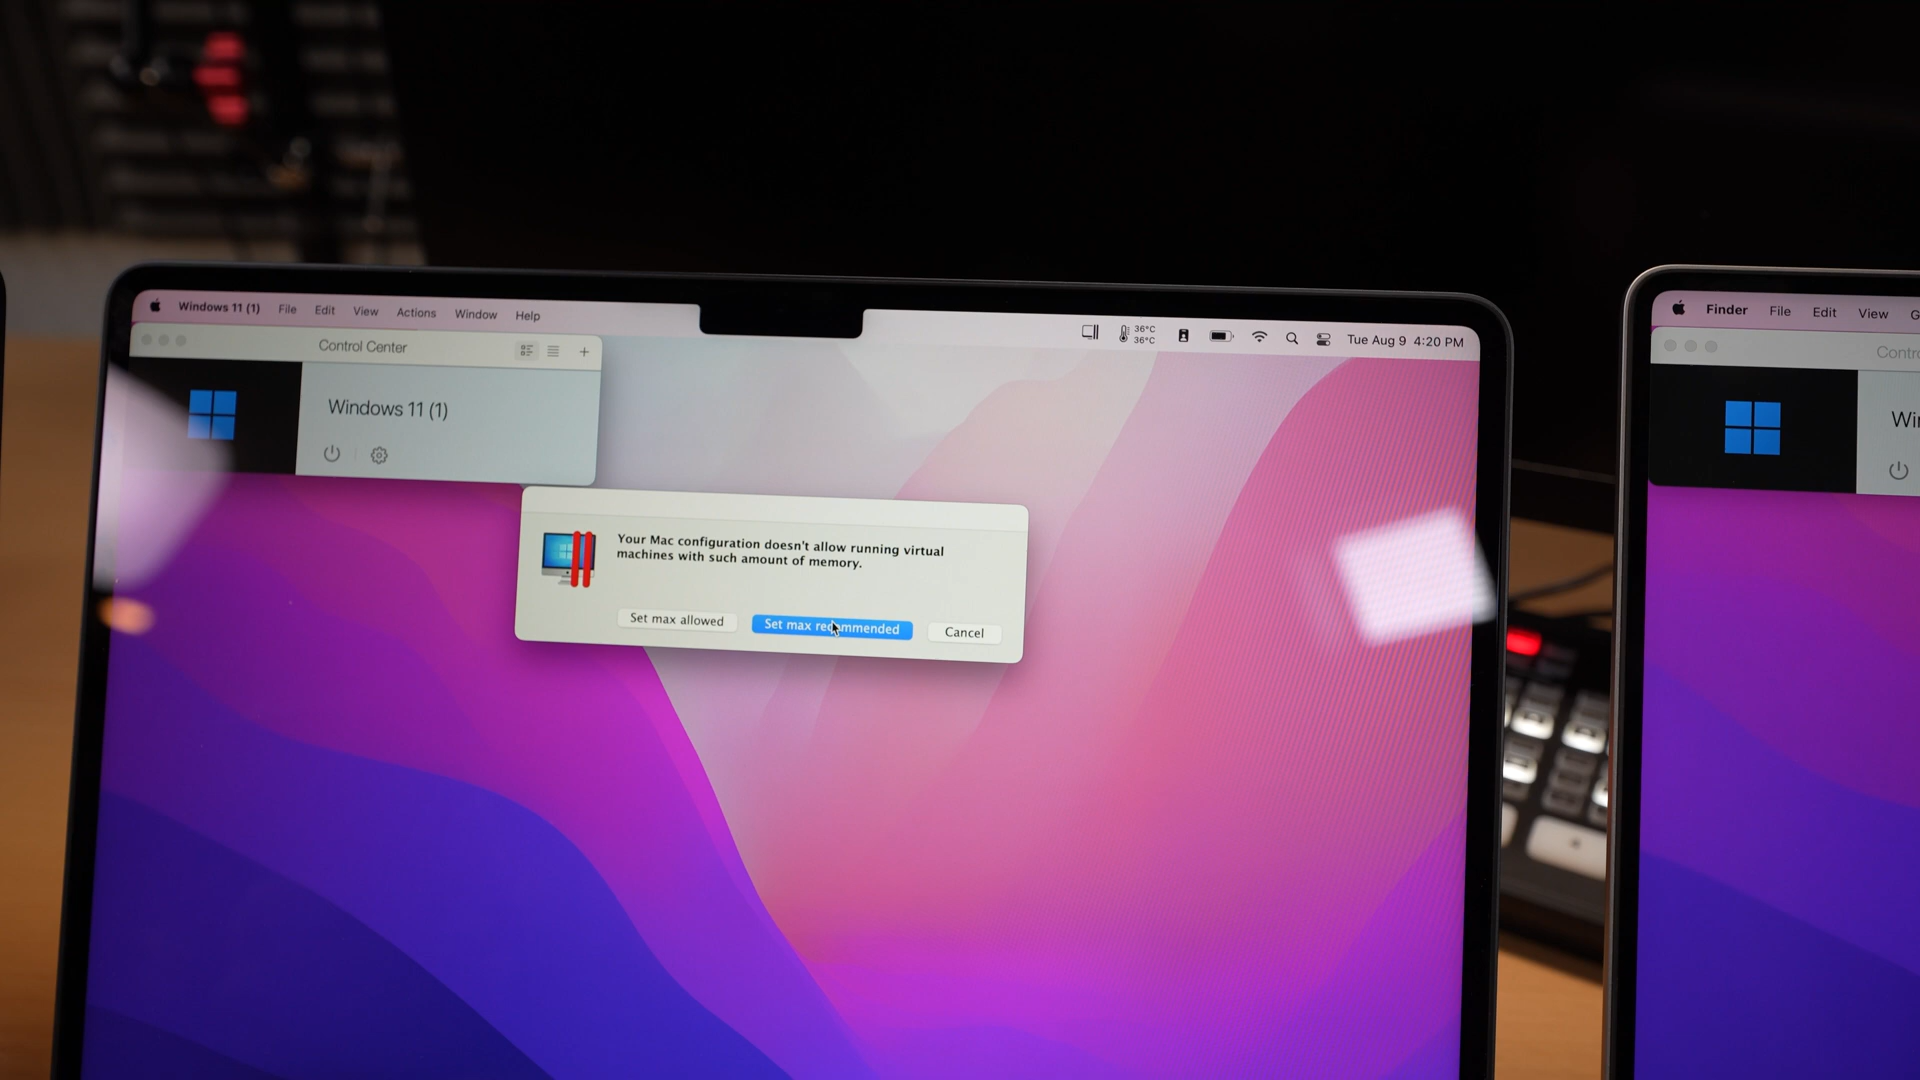 Windows 11 (1) File Edit View Actions Window Help
36°C
36°C
Tue Aug 9 4:20 PM
Control Center
Windows 11 (1)
Your Mac configuration doesn't allow running virtual
machines with such amount of memory.
Set max allowed Set max recommended Cancel
Finder File Edit View